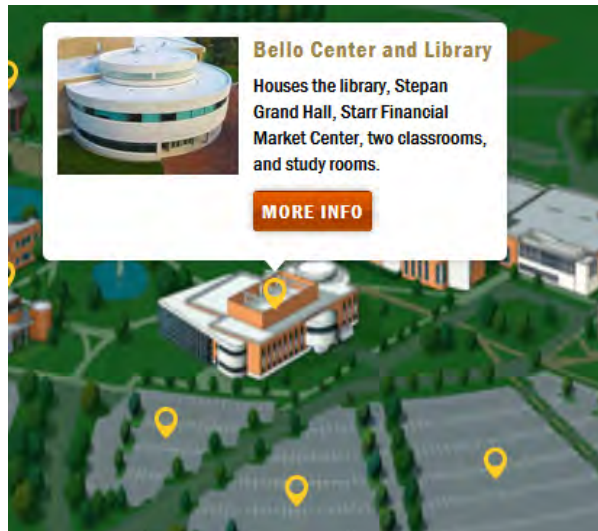 Bello Center and Library
Houses the library, Stepan
Grand Hall, Starr Financial
Market Center, two classrooms,
and study rooms.
MORE INFO